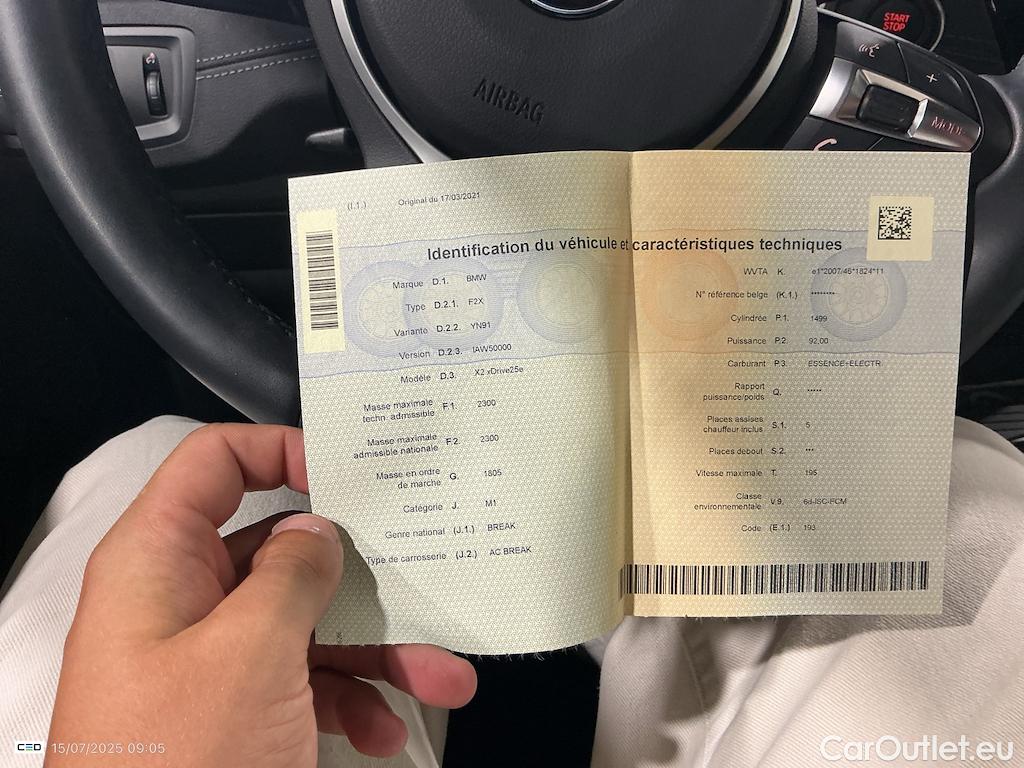 START
STOP
AIRBAG
+
MODE
(I.1.) Original du 17/03/2021
Identification du véhicule et caractéristiques techniques
Marque D.1. BMW
Type D.2.1. F2X
Variante D.2.2. YN91
Version D.2.3. IAW50000
Modèle D.3. X2 xDrive25e
Masse maximale
techn. admissible F.1. 2300
Masse maximale
admissible nationale F.2. 2300
Masse en ordre
de marche G. 1805
Catégorie J. M1
Genre national (J.1.) BREAK
Type de carrosserie (J.2.) AC BREAK
WVTA K. e1*2007/46*1824*11
N° référence belge (K.1.) ********
Cylindrée P.1. 1499
Puissance P.2. 92,00
Carburant P.3. ESSENCE+ELECTR
Rapport
puissance/poids Q. *****
Places assises
chauffeur inclus S.1. 5
Places debout S.2. ***
Vitesse maximale T. 195
Classe
environnementale V.9. 6d-ISC-FCM
Code (E.1.) 193
15/07/2025 09:05
CarOutlet.eu